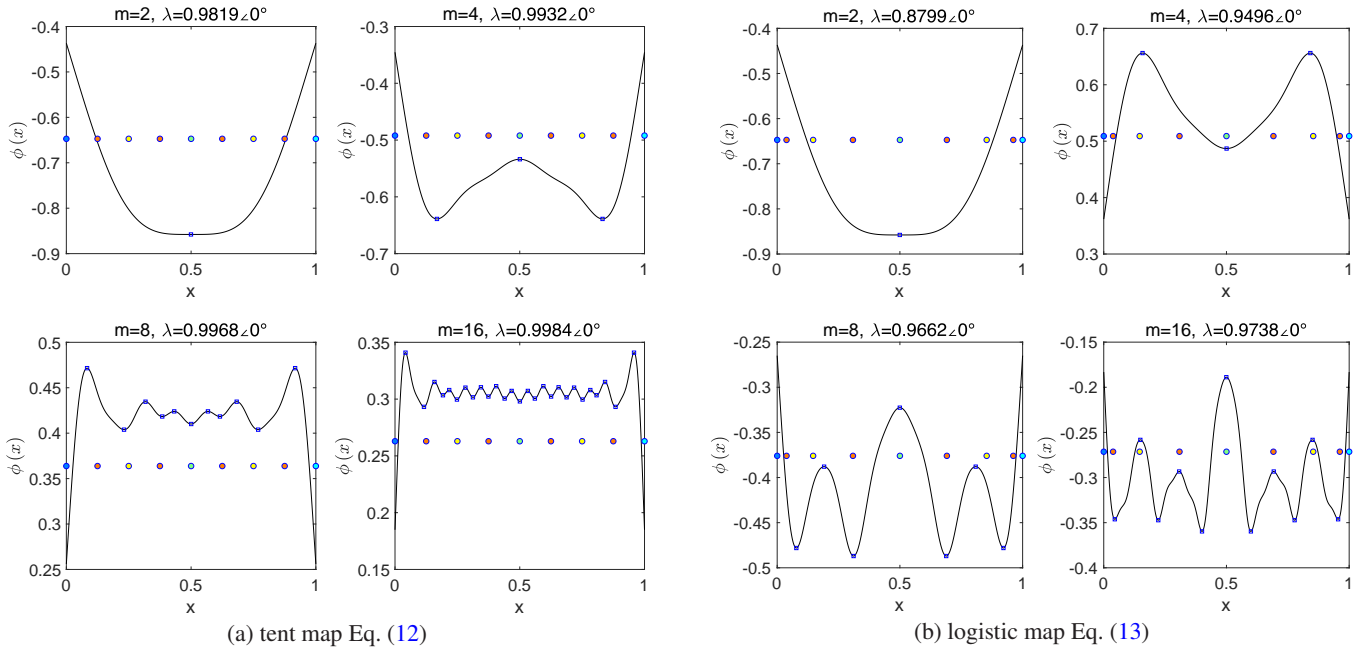 m=2, λ=0.9819∠0°
-0.4
-0.5
-0.6
-0.7
-0.8
-0.9
ϕ (x)
0 0.5 1
x
m=4, λ=0.9932∠0°
-0.3
-0.4
-0.5
-0.6
-0.7
ϕ (x)
0 0.5 1
x
m=8, λ=0.9968∠0°
0.5
0.45
0.4
0.35
0.3
0.25
ϕ (x)
0 0.5 1
x
m=16, λ=0.9984∠0°
0.35
0.3
0.25
0.2
0.15
ϕ (x)
0 0.5 1
x
(a) tent map Eq. (12)
m=2, λ=0.8799∠0°
-0.4
-0.5
-0.6
-0.7
-0.8
-0.9
ϕ (x)
0 0.5 1
x
m=4, λ=0.9496∠0°
0.7
0.6
0.5
0.4
0.3
ϕ (x)
0 0.5 1
x
m=8, λ=0.9662∠0°
-0.25
-0.3
-0.35
-0.4
-0.45
-0.5
ϕ (x)
0 0.5 1
x
m=16, λ=0.9738∠0°
-0.15
-0.2
-0.25
-0.3
-0.35
-0.4
ϕ (x)
0 0.5 1
x
(b) logistic map Eq. (13)